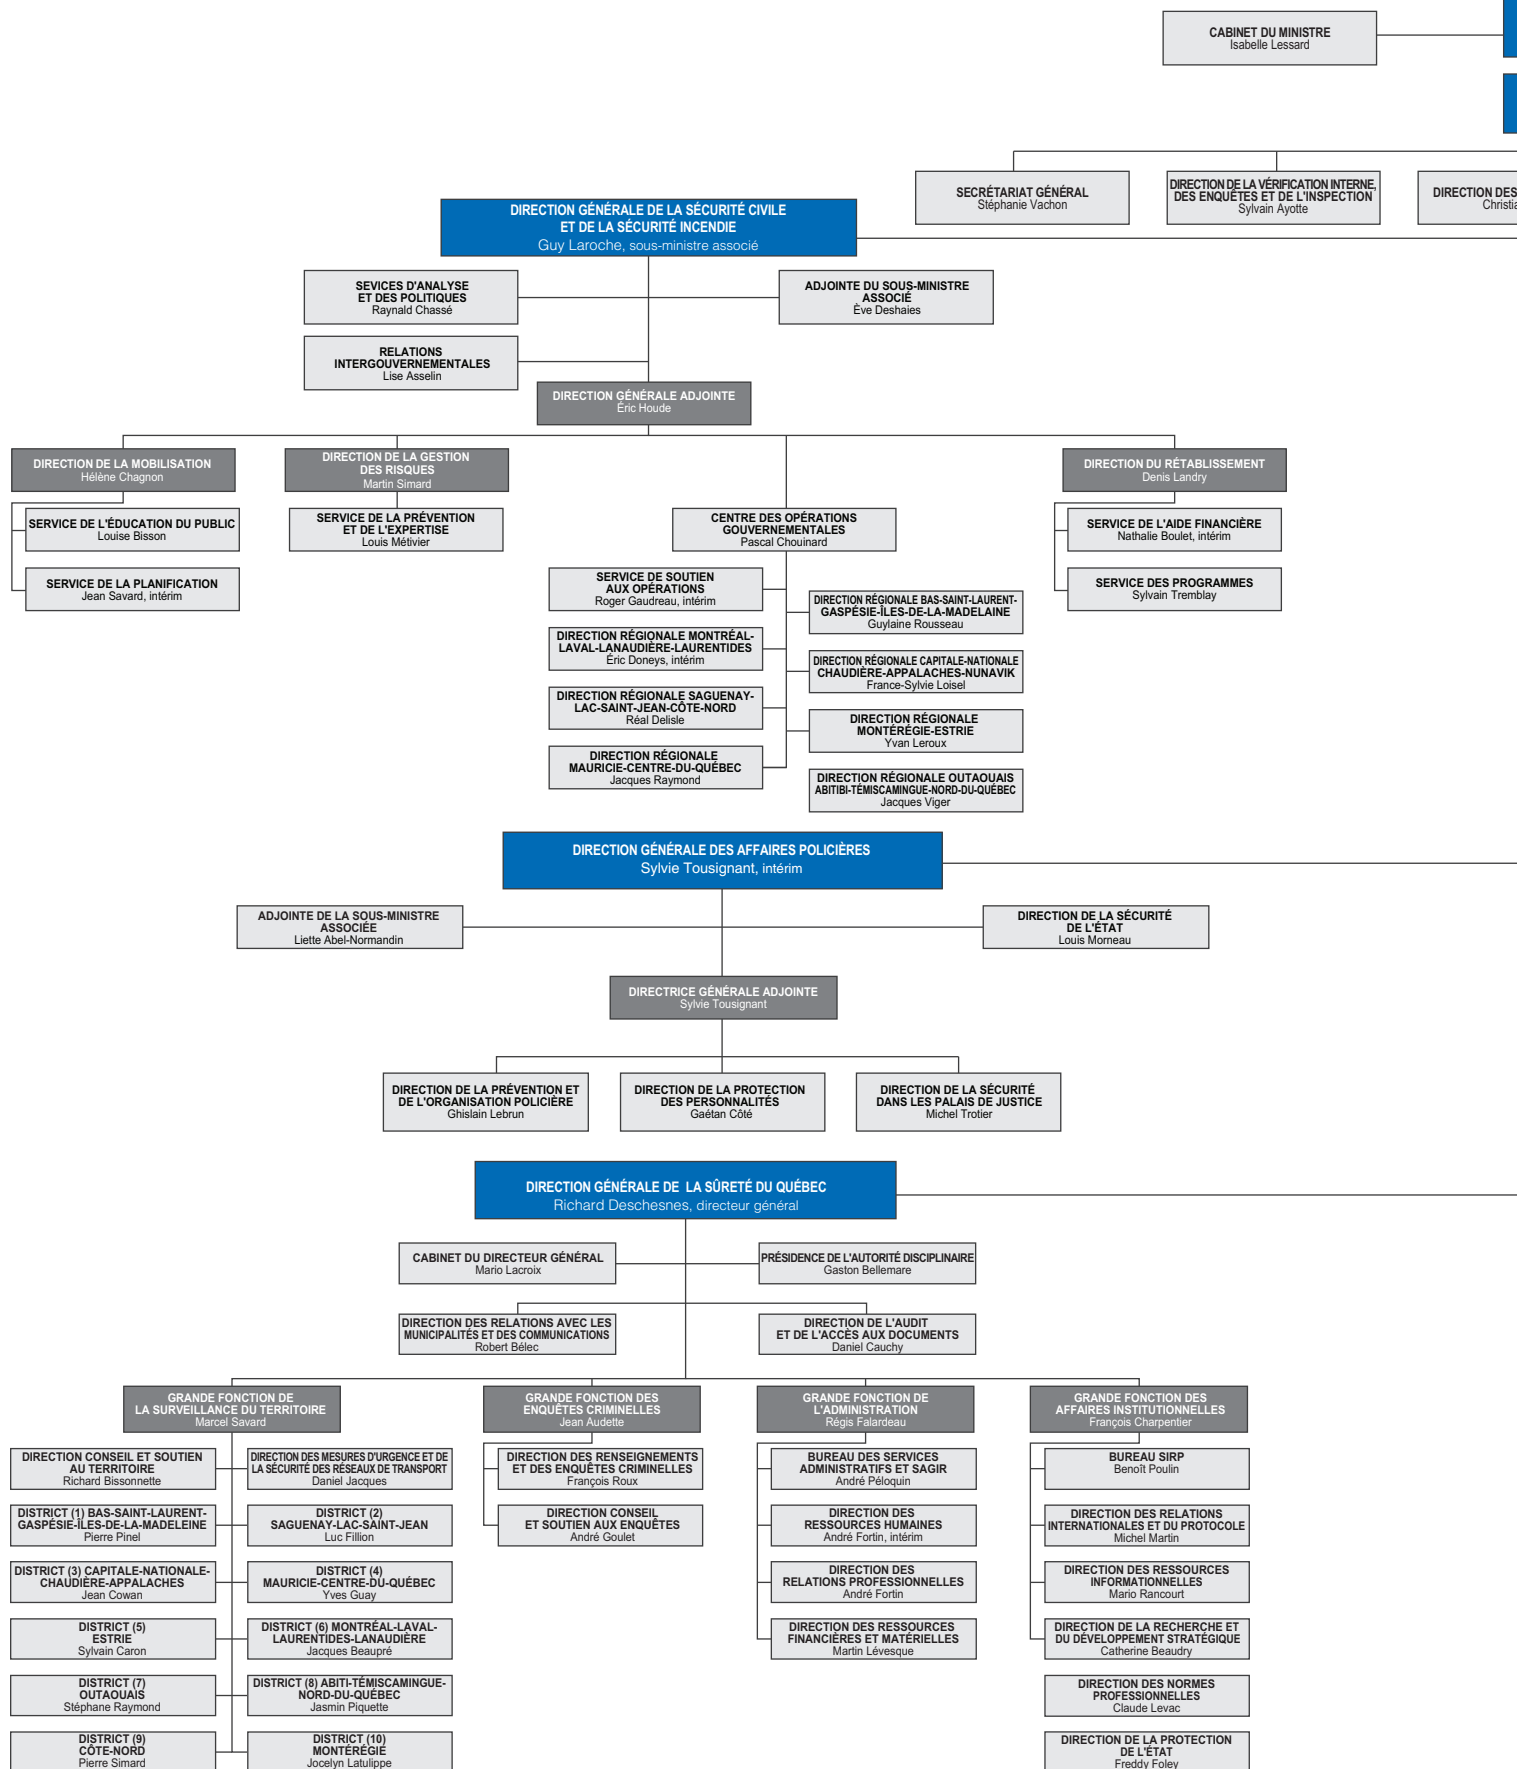 CABINET DU MINISTRE
Isabelle Lessard
SECRÉTARIAT GÉNÉRAL
Stéphanie Vachon
DIRECTION DE LA VÉRIFICATION INTERNE,
DES ENQUÊTES ET DE L'INSPECTION
Sylvain Ayotte
DIRECTION DES
Christia
DIRECTION GÉNÉRALE DE LA SÉCURITÉ CIVILE
ET DE LA SÉCURITÉ INCENDIE
Guy Laroche, sous-ministre associé
SEVICES D'ANALYSE
ET DES POLITIQUES
Raynald Chassé
ADJOINTE DU SOUS-MINISTRE
ASSOCIÉ
Ève Deshaies
RELATIONS
INTERGOUVERNEMENTALES
Lise Asselin
DIRECTION GÉNÉRALE ADJOINTE
Éric Houde
DIRECTION DE LA MOBILISATION
Hélène Chagnon
DIRECTION DE LA GESTION
DES RISQUES
Martin Simard
DIRECTION DU RÉTABLISSEMENT
Denis Landry
SERVICE DE L'ÉDUCATION DU PUBLIC
Louise Bisson
SERVICE DE LA PRÉVENTION
ET DE L'EXPERTISE
Louis Métivier
CENTRE DES OPÉRATIONS
GOUVERNEMENTALES
Pascal Chouinard
SERVICE DE L'AIDE FINANCIÈRE
Nathalie Boulet, intérim
SERVICE DE LA PLANIFICATION
Jean Savard, intérim
SERVICE DE SOUTIEN
AUX OPÉRATIONS
Roger Gaudreau, intérim
SERVICE DES PROGRAMMES
Sylvain Tremblay
DIRECTION RÉGIONALE BAS-SAINT-LAURENT-
GASPÉSIE-ÎLES-DE-LA-MADELAINE
Guylaine Rousseau
DIRECTION RÉGIONALE MONTRÉAL-
LAVAL-LANAUDIÈRE-LAURENTIDES
Éric Doneys, intérim
DIRECTION RÉGIONALE CAPITALE-NATIONALE
CHAUDIÈRE-APPALACHES-NUNAVIK
France-Sylvie Loisel
DIRECTION RÉGIONALE SAGUENAY-
LAC-SAINT-JEAN-CÔTE-NORD
Réal Delisle
DIRECTION RÉGIONALE
MONTÉRÉGIE-ESTRIE
Yvan Leroux
DIRECTION RÉGIONALE
MAURICIE-CENTRE-DU-QUÉBEC
Jacques Raymond
DIRECTION RÉGIONALE OUTAOUAIS
ABITIBI-TÉMISCAMINGUE-NORD-DU-QUÉBEC
Jacques Viger
DIRECTION GÉNÉRALE DES AFFAIRES POLICIÈRES
Sylvie Tousignant, intérim
ADJOINTE DE LA SOUS-MINISTRE
ASSOCIÉE
Liette Abel-Normandin
DIRECTION DE LA SÉCURITÉ
DE L'ÉTAT
Louis Morneau
DIRECTRICE GÉNÉRALE ADJOINTE
Sylvie Tousignant
DIRECTION DE LA PRÉVENTION ET
DE L'ORGANISATION POLICIÈRE
Ghislain Lebrun
DIRECTION DE LA PROTECTION
DES PERSONNALITÉS
Gaétan Côté
DIRECTION DE LA SÉCURITÉ
DANS LES PALAIS DE JUSTICE
Michel Trotier
DIRECTION GÉNÉRALE DE LA SÛRETÉ DU QUÉBEC
Richard Deschesnes, directeur général
CABINET DU DIRECTEUR GÉNÉRAL
Mario Lacroix
PRÉSIDENCE DE L'AUTORITÉ DISCIPLINAIRE
Gaston Bellemare
DIRECTION DES RELATIONS AVEC LES
MUNICIPALITÉS ET DES COMMUNICATIONS
Robert Bélec
DIRECTION DE L'AUDIT
ET DE L'ACCÈS AUX DOCUMENTS
Daniel Cauchy
GRANDE FONCTION DE
LA SURVEILLANCE DU TERRITOIRE
Marcel Savard
GRANDE FONCTION DES
ENQUÊTES CRIMINELLES
Jean Audette
GRANDE FONCTION DE
L'ADMINISTRATION
Régis Falardeau
GRANDE FONCTION DES
AFFAIRES INSTITUTIONNELLES
François Charpentier
DIRECTION CONSEIL ET SOUTIEN
AU TERRITOIRE
Richard Bissonnette
DIRECTION DES MESURES D'URGENCE ET DE
LA SÉCURITÉ DES RÉSEAUX DE TRANSPORT
Daniel Jacques
DIRECTION DES RENSEIGNEMENTS
ET DES ENQUÊTES CRIMINELLES
François Roux
BUREAU DES SERVICES
ADMINISTRATIFS ET SAGIR
André Péloquin
BUREAU SIRP
Benoît Poulin
DISTRICT (1) BAS-SAINT-LAURENT-
GASPÉSIE-ÎLES-DE-LA-MADELEINE
Pierre Pinel
DISTRICT (2)
SAGUENAY-LAC-SAINT-JEAN
Luc Fillion
DIRECTION CONSEIL
ET SOUTIEN AUX ENQUÊTES
André Goulet
DIRECTION DES
RESSOURCES HUMAINES
André Fortin, intérim
DIRECTION DES RELATIONS
INTERNATIONALES ET DU PROTOCOLE
Michel Martin
DISTRICT (3) CAPITALE-NATIONALE-
CHAUDIÈRE-APPALACHES
Jean Cowan
DISTRICT (4)
MAURICIE-CENTRE-DU-QUÉBEC
Yves Guay
DIRECTION DES
RELATIONS PROFESSIONNELLES
André Fortin
DIRECTION DES RESSOURCES
INFORMATIONNELLES
Mario Rancourt
DISTRICT (5)
ESTRIE
Sylvain Caron
DISTRICT (6) MONTRÉAL-LAVAL-
LAURENTIDES-LANAUDIÈRE
Jacques Beaupré
DIRECTION DES RESSOURCES
FINANCIÈRES ET MATÉRIELLES
Martin Lévesque
DIRECTION DE LA RECHERCHE ET
DU DÉVELOPPEMENT STRATÉGIQUE
Catherine Beaudry
DISTRICT (7)
OUTAOUAIS
Stéphane Raymond
DISTRICT (8) ABITI-TÉMISCAMINGUE-
NORD-DU-QUÉBEC
Jasmin Piquette
DIRECTION DES NORMES
PROFESSIONNELLES
Claude Levac
DISTRICT (9)
CÔTE-NORD
Pierre Simard
DISTRICT (10)
MONTÉRÉGIE
Jocelyn Latulippe
DIRECTION DE LA PROTECTION
DE L'ÉTAT
Freddy Foley